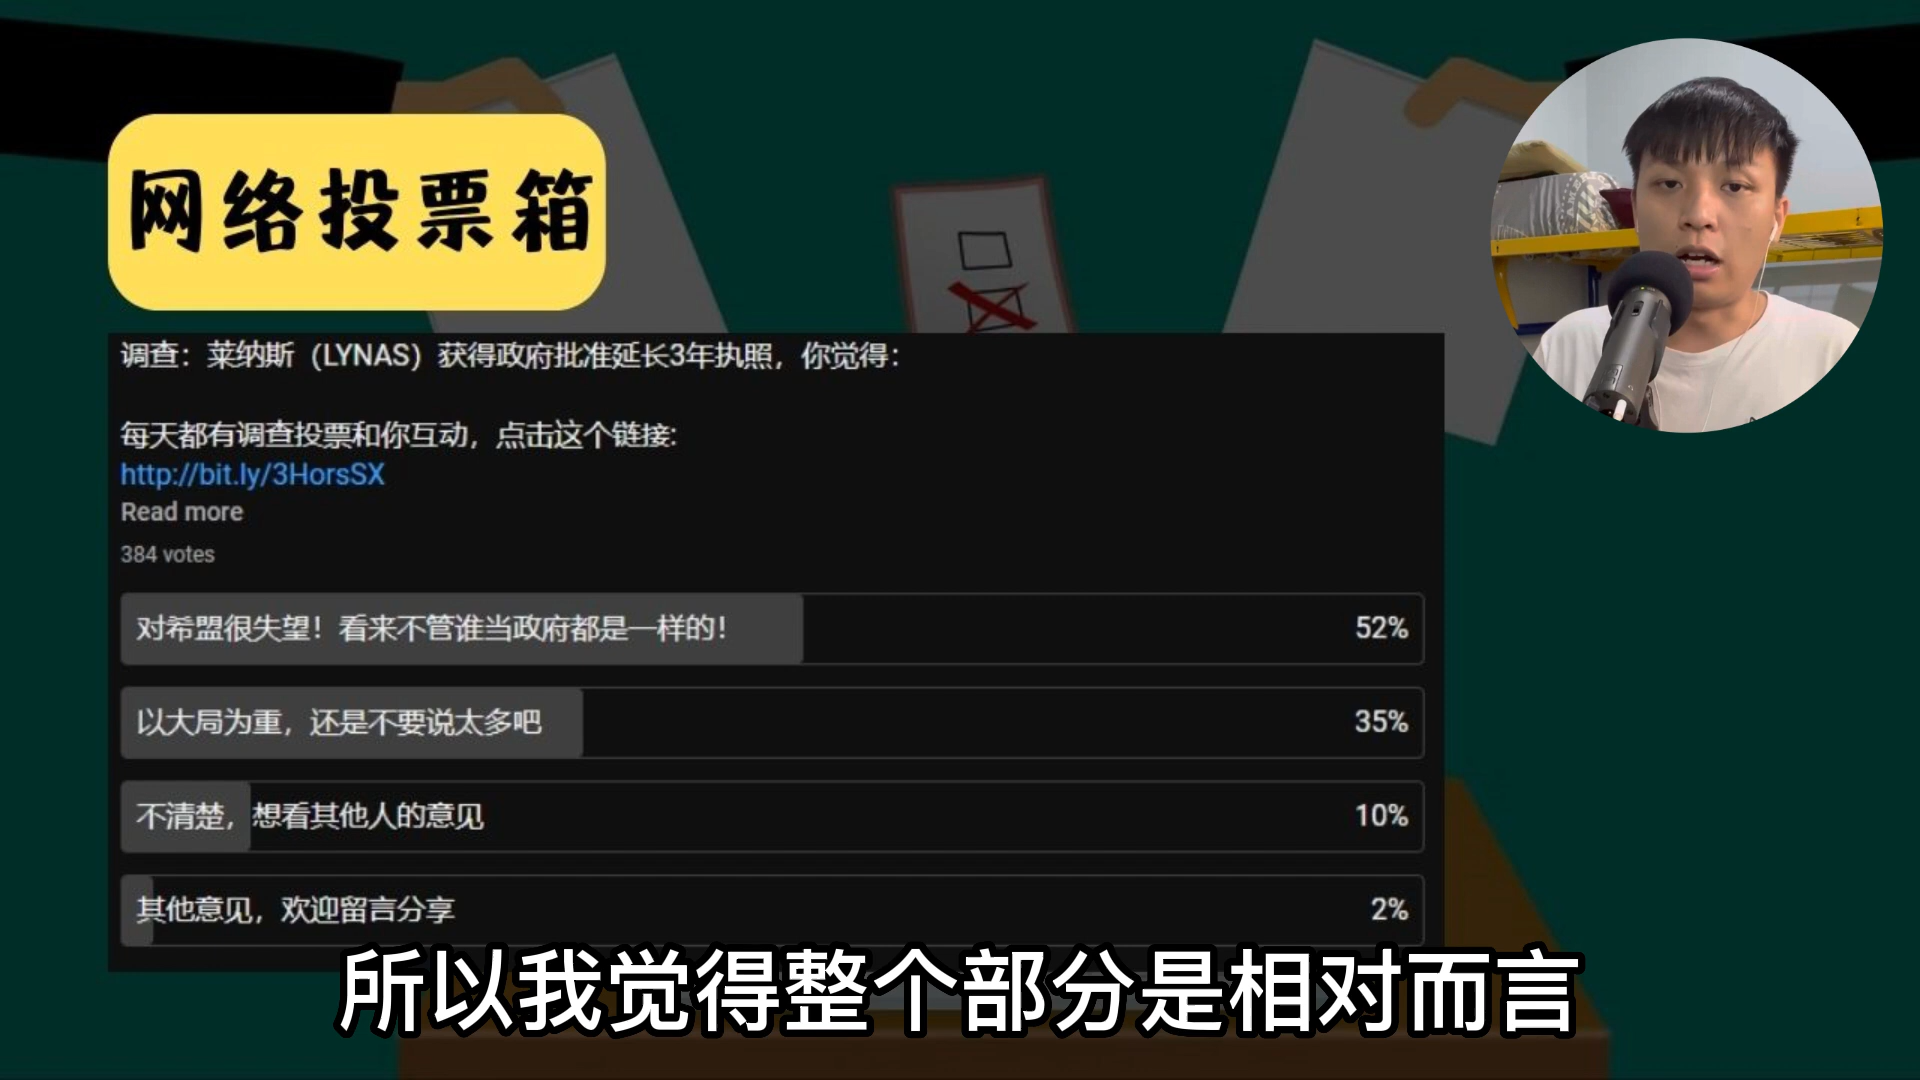 网络投票箱
调查：莱纳斯（LYNAS）获得政府批准延长3年执照，你觉得：
每天都有调查投票和你互动，点击这个链接:
http://bit.ly/3HorsSX
Read more
384 votes
对希盟很失望！看来不管谁当政府都是一样的！ 52%
以大局为重，还是不要说太多吧 35%
不清楚，想看其他人的意见 10%
其他意见，欢迎留言分享 2%
所以我觉得整个部分是相对而言